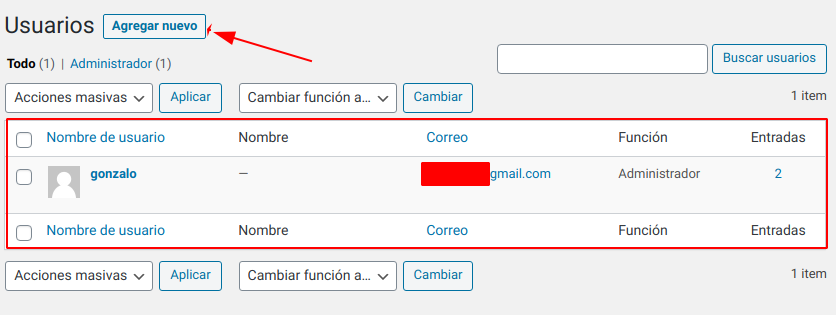 Usuarios Agregar nuevo
Todo (1) | Administrador (1)
Buscar usuarios
Acciones masivas Aplicar Cambiar función a... Cambiar 1 item
Nombre de usuario Nombre Correo Función Entradas
gonzalo — gmail.com Administrador 2
Nombre de usuario Nombre Correo Función Entradas
Acciones masivas Aplicar Cambiar función a... Cambiar 1 item